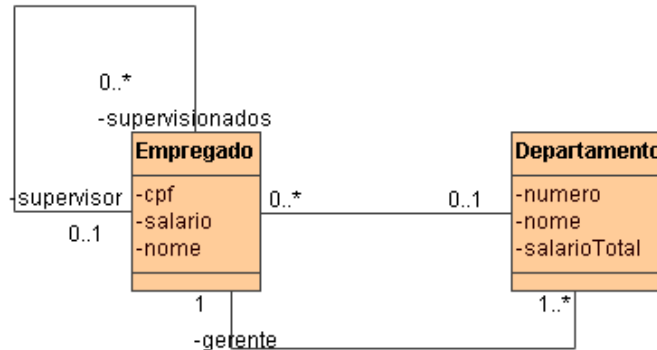 0..*
-supervisionados
Empregado
-cpf
-salario
-nome
-supervisor
0..1
0..*
0..1
Departamento
-numero
-nome
-salarioTotal
1
-gerente
1..*